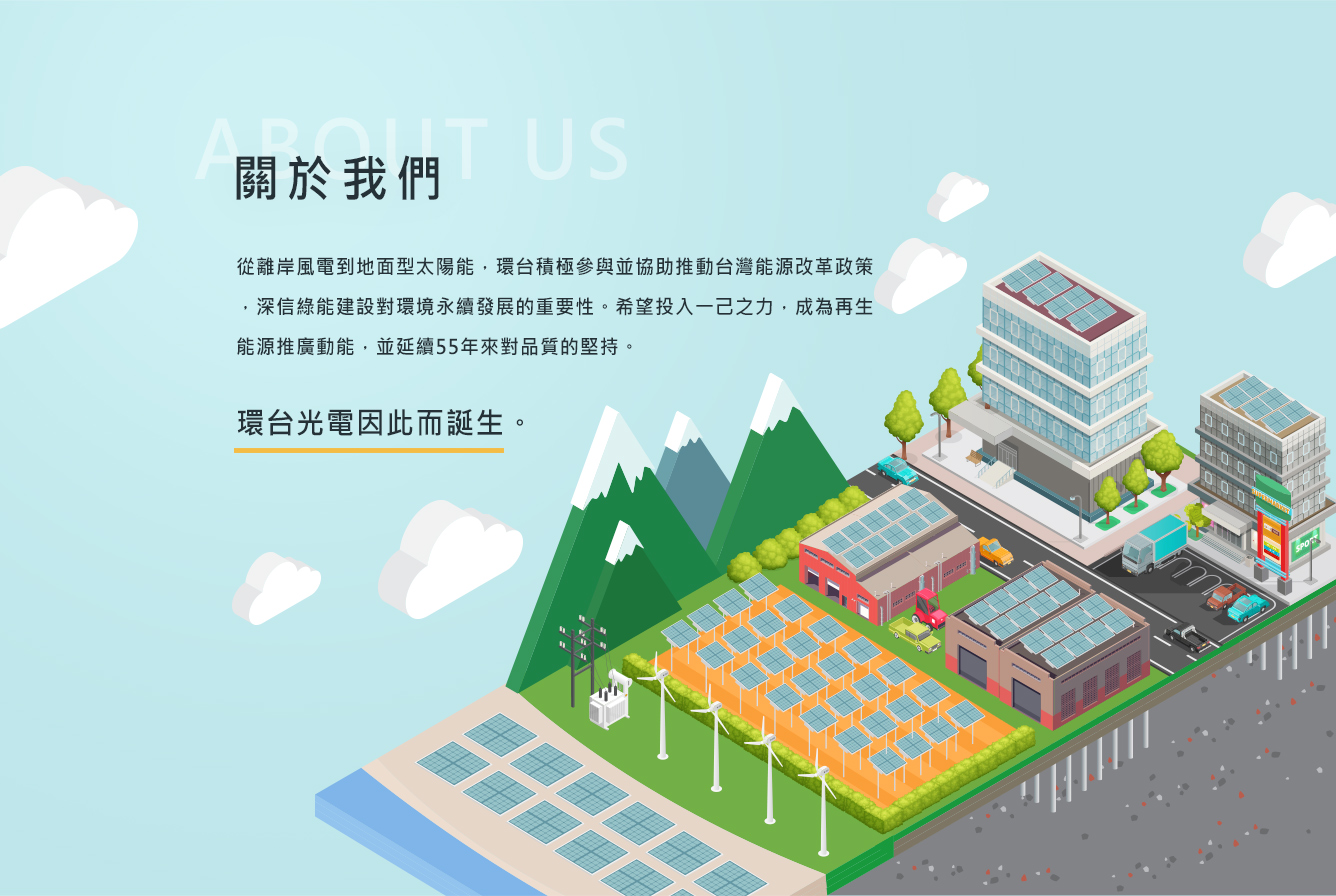 ABOUT US
關於我們
從離岸風電到地面型太陽能，環台積極參與並協助推動台灣能源改革政策
，深信綠能建設對環境永續發展的重要性。希望投入一己之力，成為再生
能源推廣動能，並延續55年來對品質的堅持。
環台光電因此而誕生。
SPOT